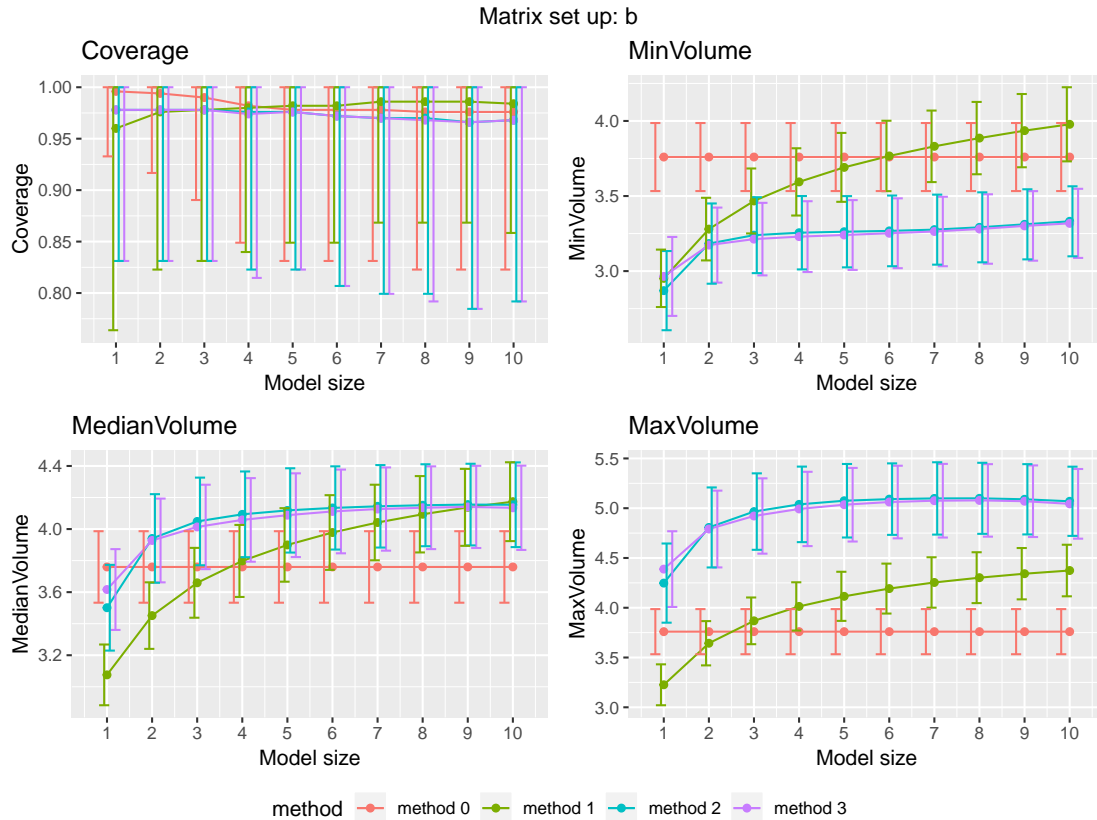 Matrix set up: b
Coverage
MinVolume
Coverage
1.00
0.95
0.90
0.85
0.80
1 2 3 4 5 6 7 8 9 10
Model size
MinVolume
4.0
3.5
3.0
1 2 3 4 5 6 7 8 9 10
Model size
MedianVolume
MaxVolume
MedianVolume
4.4
4.0
3.6
3.2
1 2 3 4 5 6 7 8 9 10
Model size
MaxVolume
5.5
5.0
4.5
4.0
3.5
3.0
1 2 3 4 5 6 7 8 9 10
Model size
method method 0 method 1 method 2 method 3